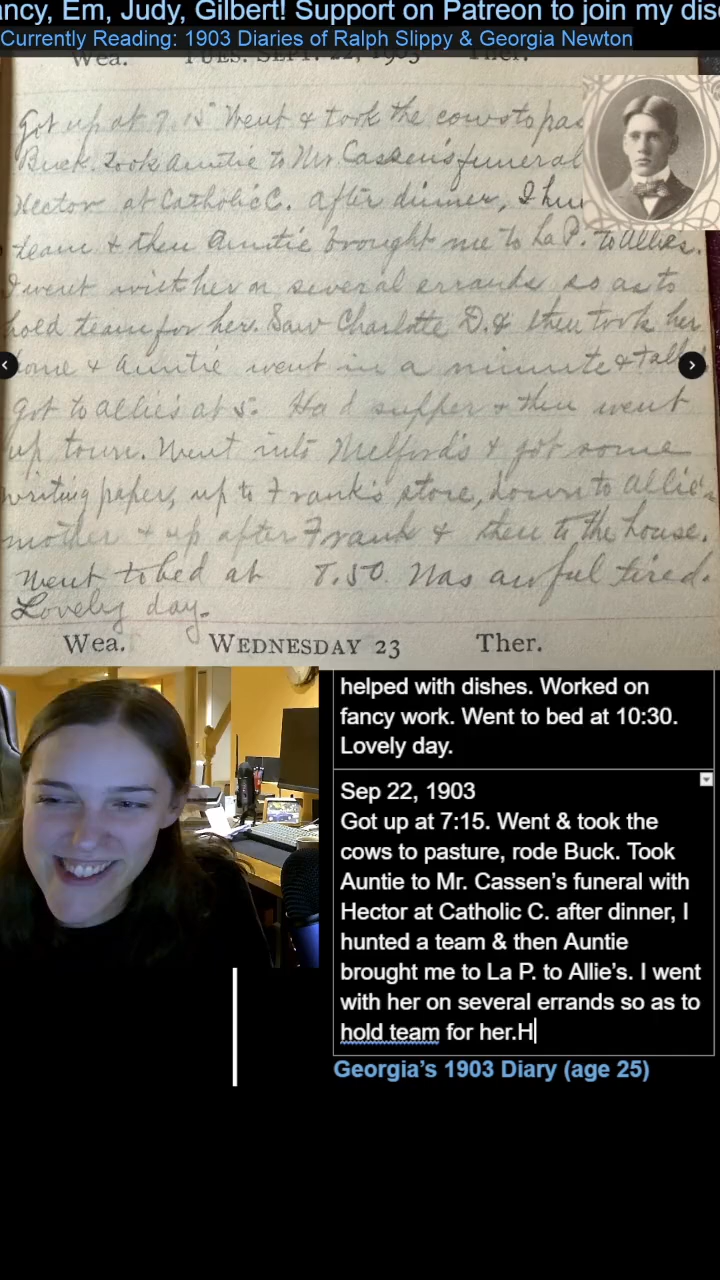 ncy, Em, Judy, Gilbert! Support on Patreon to join my dis
Currently Reading: 1903 Diaries of Ralph Slippy & Georgia Newton
Wea. TUES. SEPT. 22, 1903 Ther.
Got up at 7.15 Went & took the cows to pas
Buck. Took Auntie to Mr. Cassen's funeral
Hector at Catholic C. After dinner, I hu
team & then Auntie brought me to La P. to Allie's.
I went with her on several errands so as to
hold team for her. Saw Charlotte D. & then took her
home & Auntie went in a minute & talk
Got to Allie's at 5. Had supper & then went
up town. Went into Melford's & got some
writing paper, up to Frank's store, down to Allie's
mother & up after Frank & then to the house.
Went to bed at 8.50. Was awful tired.
Lovely day.
Wea. WEDNESDAY 23 Ther.
helped with dishes. Worked on
fancy work. Went to bed at 10:30.
Lovely day.
Sep 22, 1903
Got up at 7:15. Went & took the
cows to pasture, rode Buck. Took
Auntie to Mr. Cassen's funeral with
Hector at Catholic C. after dinner, I
hunted a team & then Auntie
brought me to La P. to Allie's. I went
with her on several errands so as to
hold team for her.H
Georgia's 1903 Diary (age 25)